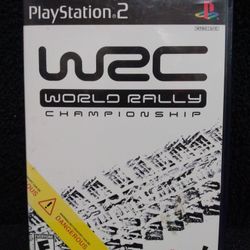 PlayStation 2
WRC
WORLD RALLY
CHAMPIONSHIP
DANGEROUS
E